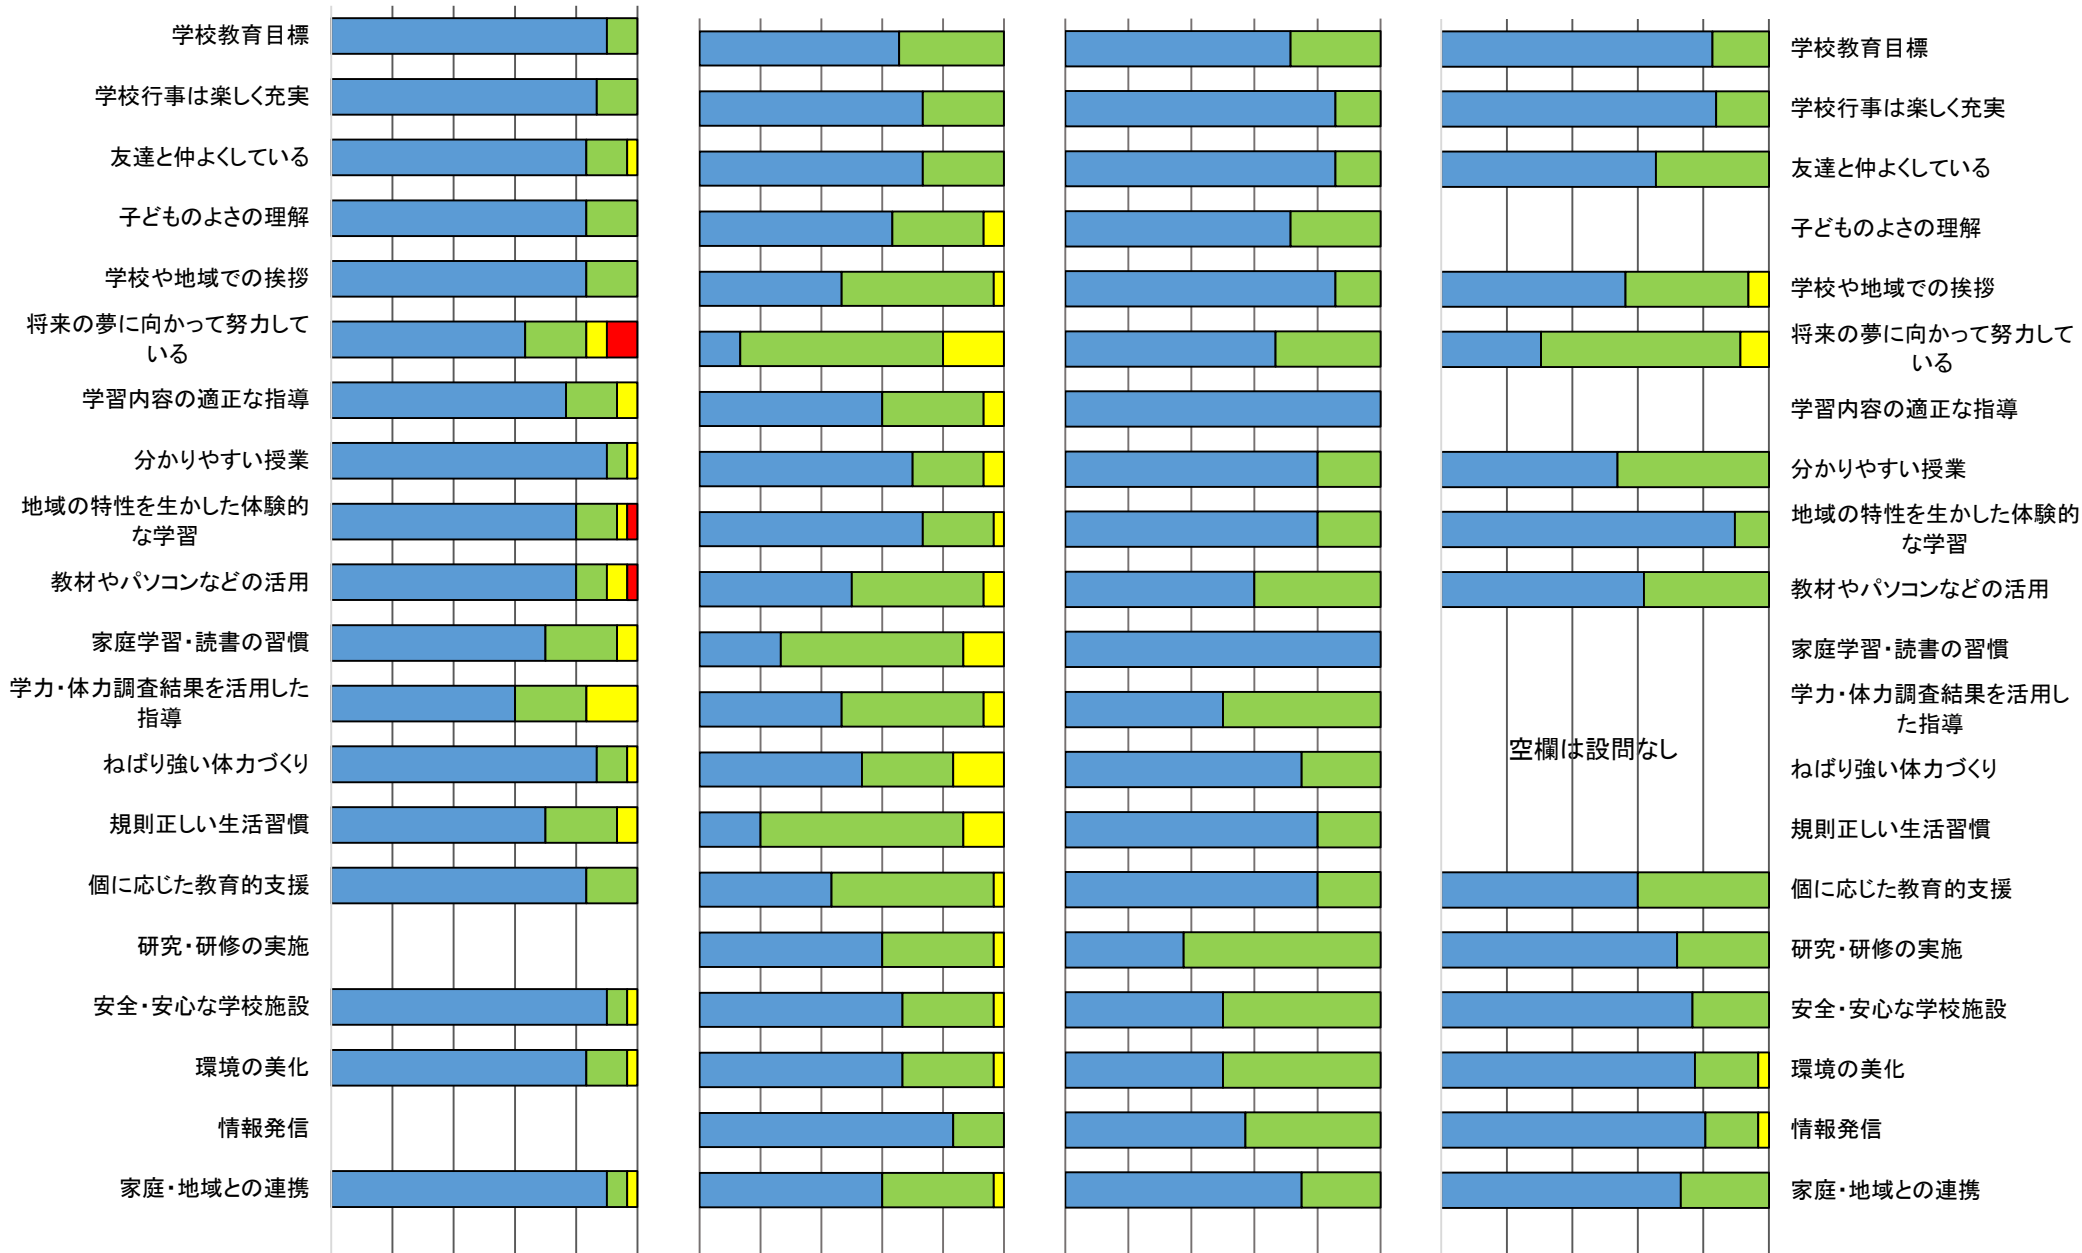 学校教育目標
学校行事は楽しく充実
友達と仲よくしている
子どものよさの理解
学校や地域での挨拶
将来の夢に向かって努力して
いる
学習内容の適正な指導
分かりやすい授業
地域の特性を生かした体験的
な学習
教材やパソコンなどの活用
家庭学習・読書の習慣
学力・体力調査結果を活用した
指導
ねばり強い体力づくり
規則正しい生活習慣
個に応じた教育的支援
研究・研修の実施
安全・安心な学校施設
環境の美化
情報発信
家庭・地域との連携
空欄は設問なし
学校教育目標
学校行事は楽しく充実
友達と仲よくしている
子どものよさの理解
学校や地域での挨拶
将来の夢に向かって努力して
いる
学習内容の適正な指導
分かりやすい授業
地域の特性を生かした体験的
な学習
教材やパソコンなどの活用
家庭学習・読書の習慣
学力・体力調査結果を活用し
た指導
ねばり強い体力づくり
規則正しい生活習慣
個に応じた教育的支援
研究・研修の実施
安全・安心な学校施設
環境の美化
情報発信
家庭・地域との連携